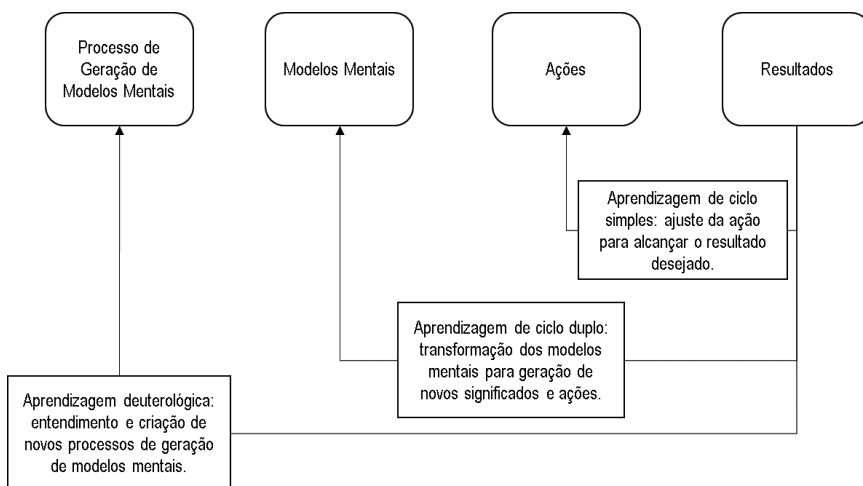 Processo de
Geração de
Modelos Mentais
Modelos Mentais
Ações
Resultados
Aprendizagem de ciclo
simples: ajuste da ação
para alcançar o resultado
desejado.
Aprendizagem de ciclo duplo:
transformação dos modelos
mentais para geração de
novos significados e ações.
Aprendizagem deuterológica:
entendimento e criação de
novos processos de geração
de modelos mentais.